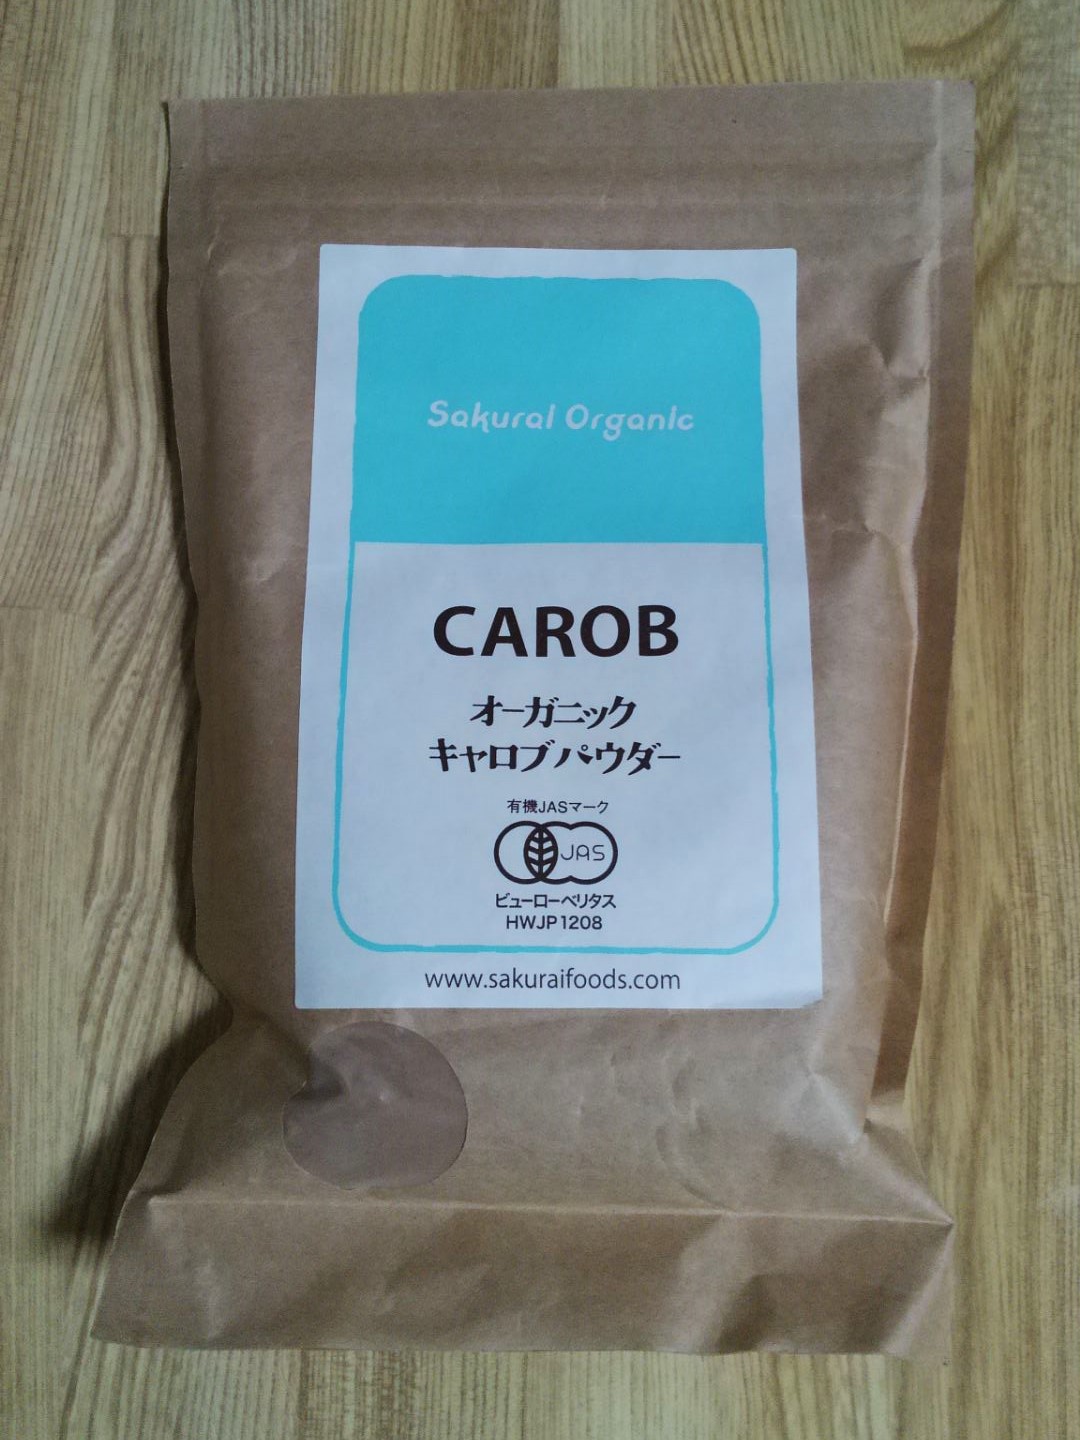 Sakurai Organic
CAROB
オーガニック
キャロブパウダー
有機JASマーク
JAS
ビューローベリタス
HWJP1208
www.sakuraifoods.com